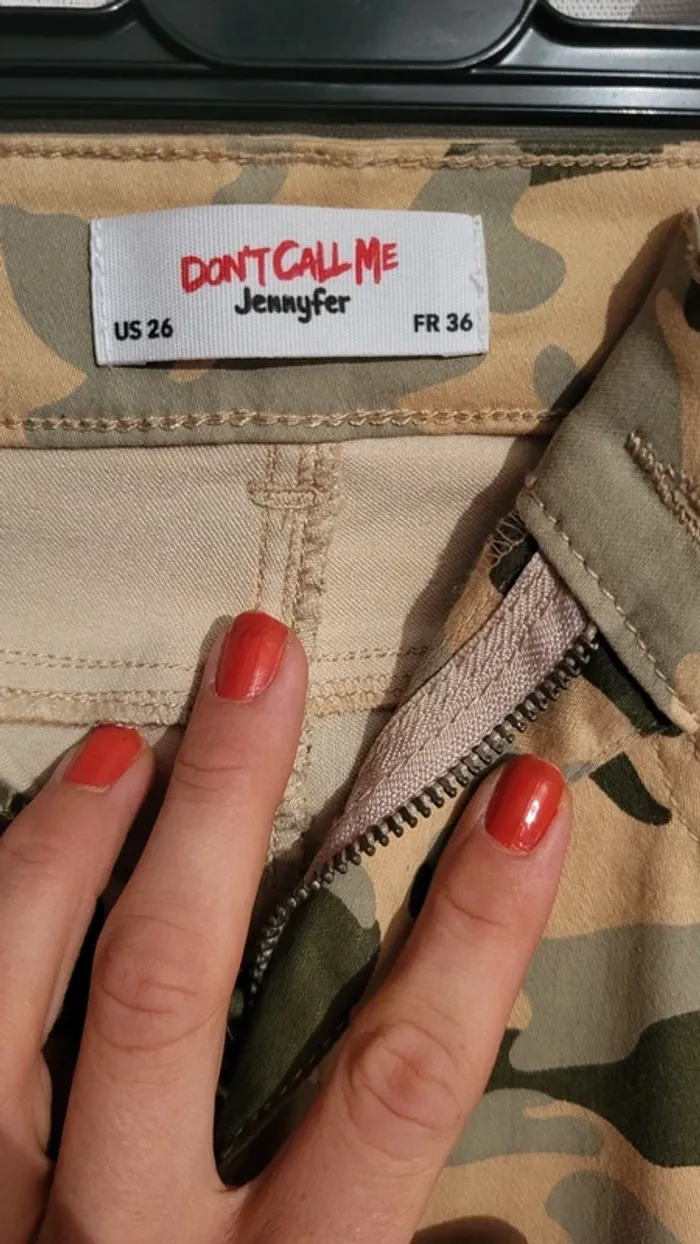 DON'T CALL ME
Jennyfer
US 26 FR 36